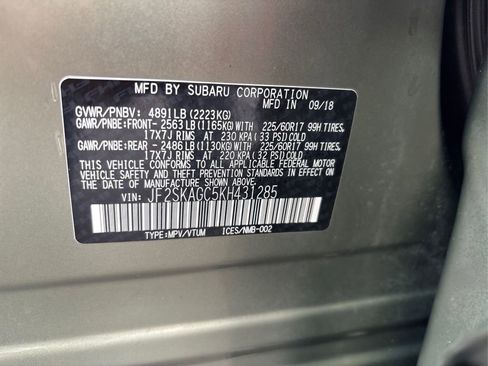 MFD BY SUBARU CORPORATION
IN 09/18
GVWR/PNBV: 4891LB(2223KG)
GAWR/PNBE:FRONT- 2563LB(1165KG)WITH 225/60R17 99H TIRES,
17X7J RIMS AT 230 KPA( 33 PSI) COLD
GAWR/PNBE:REAR - 2486LB(1130KG)WITH 225/60R17 99H TIRES,
17X7J RIMS AT 220 KPA( 32 PSI) COLD
THIS VEHICLE CONFORMS TO ALL APPLICABLE FEDERAL MOTOR
VEHICLE SAFETY AND THEFT PREVENTION STANDARDS IN EFFECT
ON THE DATE OF MANUFACTURE SHOWN ABOVE.
VIN: JF2SKAGC5KH431285
TYPE:MPV/VTUM ICES/NMB-002